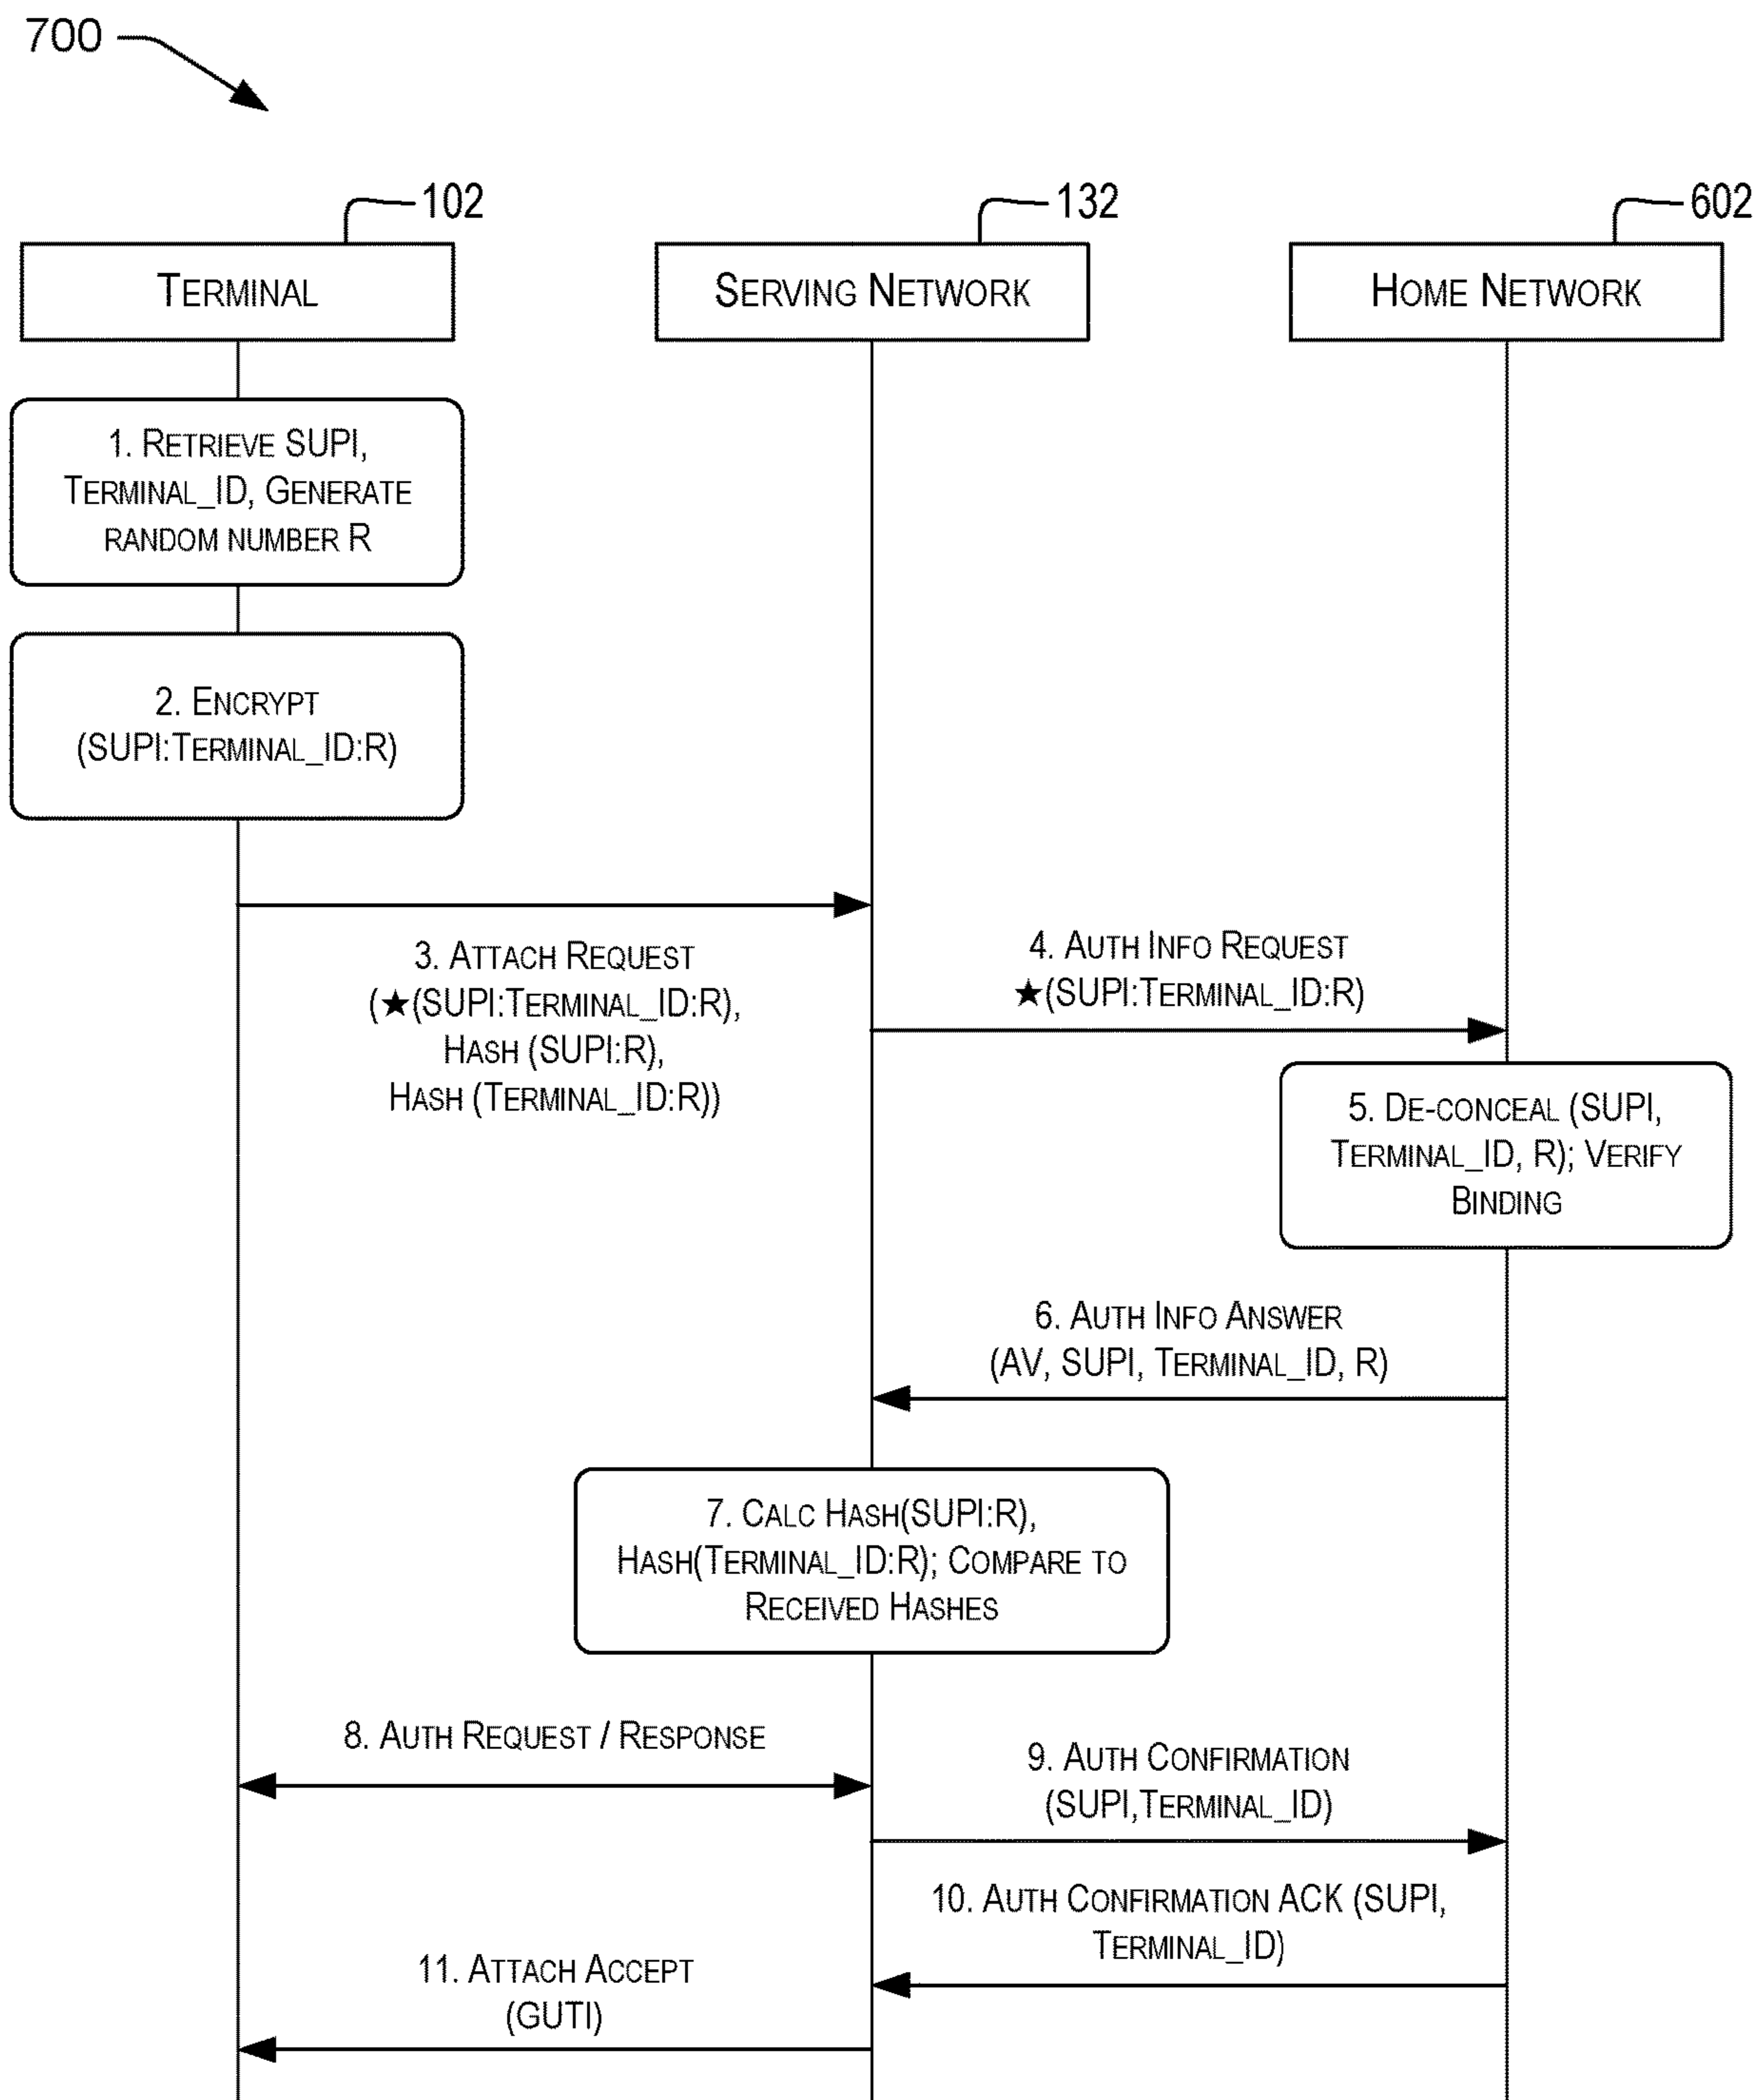 700
102
132
602
TERMINAL
SERVING NETWORK
HOME NETWORK
1. RETRIEVE SUPI,
TERMINAL_ID, GENERATE
RANDOM NUMBER R
2. ENCRYPT
(SUPI:TERMINAL_ID:R)
3. ATTACH REQUEST
(★(SUPI:TERMINAL_ID:R),
HASH (SUPI:R),
HASH (TERMINAL_ID:R))
4. AUTH INFO REQUEST
★(SUPI:TERMINAL_ID:R)
5. DE-CONCEAL (SUPI,
TERMINAL_ID, R); VERIFY
BINDING
6. AUTH INFO ANSWER
(AV, SUPI, TERMINAL_ID, R)
7. CALC HASH(SUPI:R),
HASH(TERMINAL_ID:R); COMPARE TO
RECEIVED HASHES
8. AUTH REQUEST / RESPONSE
9. AUTH CONFIRMATION
(SUPI,TERMINAL_ID)
10. AUTH CONFIRMATION ACK (SUPI,
TERMINAL_ID)
11. ATTACH ACCEPT
(GUTI)